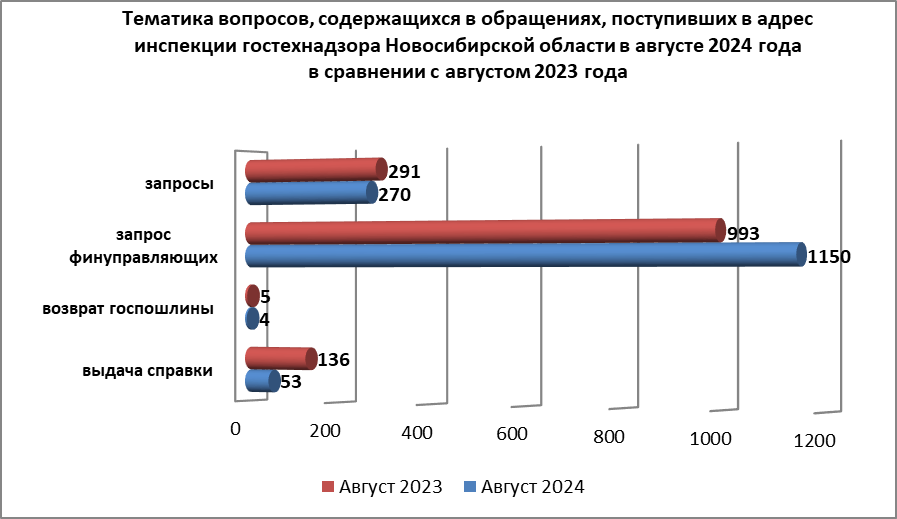 Тематика вопросов, содержащихся в обращениях, поступивших в адрес
инспекции гостехнадзора Новосибирской области в августе 2024 года
в сравнении с августом 2023 года
запросы
291
270
запрос
финуправляющих
993
1150
возврат госпошлины
5
4
выдача справки
136
53
0 200 400 600 800 1000 1200
Август 2023 Август 2024